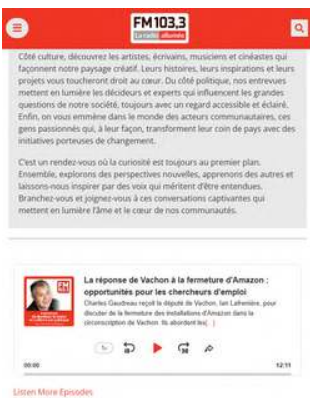 FM103,3
La radio allumée
Côté culture, découvrez les artistes, écrivains, musiciens et cinéastes qui
façonnent notre paysage créatif. Leurs histoires, leurs inspirations et leurs
projets vous toucheront droit au cœur. Du côté politique, nos entrevues
mettent en lumière les décideurs et experts qui influencent les grandes
questions de notre société, toujours avec un regard accessible et éclairé.
Enfin, on vous emmène dans le monde des acteurs communautaires, ces
gens passionnés qui, à leur façon, transforment leur coin de pays avec des
initiatives porteuses de changement.
C'est un rendez-vous où la curiosité est toujours au premier plan.
Ensemble, explorons des perspectives nouvelles, apprenons des autres et
laissons-nous inspirer par des voix qui méritent d'être entendues.
Branchez-vous et joignez-vous à ces conversations captivantes qui
mettent en lumière l'âme et le cœur de nos communautés.
La réponse de Vachon à la fermeture d'Amazon :
opportunités pour les chercheurs d'emploi
Charles Gaudreau reçoit la député de Vachon, Ian Lafrenière, pour
discuter de la fermeture des installations d'Amazon dans la
circonscription de Vachon. Ils abordent les[...]
1x
00:00
12:11
Listen More Episodes